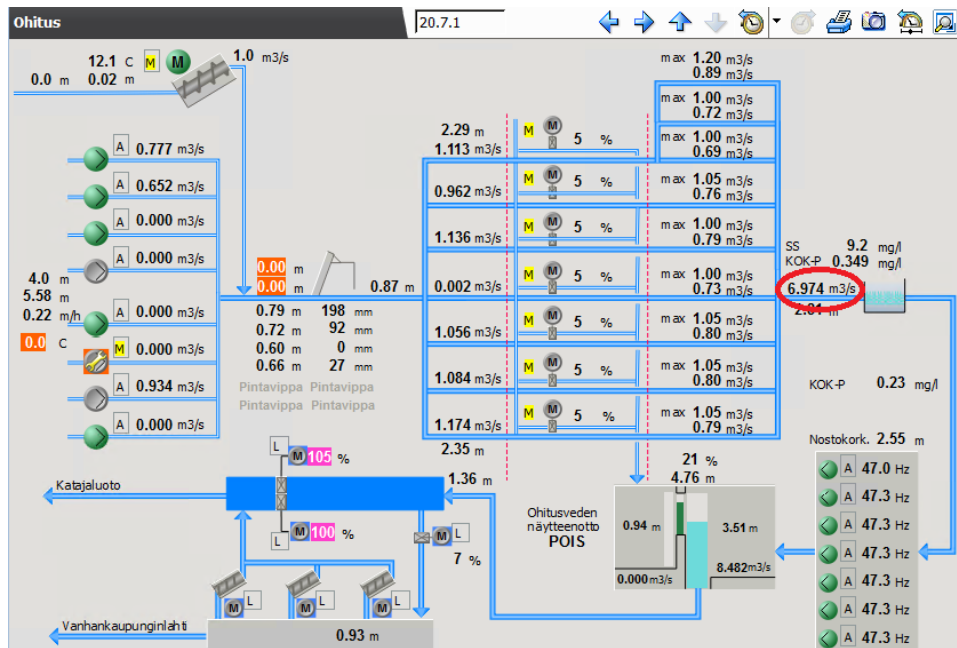 Ohitus 20.7.1
12.1 C M M 1.0 m3/s
0.0 m 0.02 m
A 0.777 m3/s
A 0.652 m3/s
A 0.000 m3/s
A 0.000 m3/s
4.0 m
5.58 m
0.22 m/h
0.0 C
A 0.000 m3/s
M 0.000 m3/s
A 0.934 m3/s
A 0.000 m3/s
0.00 m
0.00 m
0.87 m
0.79 m 198 mm
0.72 m 92 mm
0.60 m 0 mm
0.66 m 27 mm
Pintavippa Pintavippa
Pintavippa Pintavippa
2.29 m
1.113 m3/s
M M 5 %
0.962 m3/s
M M 5 %
1.136 m3/s
M M 5 %
0.002 m3/s
M M 5 %
1.056 m3/s
M M 5 %
1.084 m3/s
M M 5 %
1.174 m3/s
M M 5 %
2.35 m
max 1.20 m3/s
0.89 m3/s
max 1.00 m3/s
0.72 m3/s
max 1.00 m3/s
0.69 m3/s
max 1.05 m3/s
0.76 m3/s
max 1.00 m3/s
0.79 m3/s
max 1.00 m3/s
0.73 m3/s
max 1.05 m3/s
0.80 m3/s
max 1.05 m3/s
0.80 m3/s
max 1.05 m3/s
0.79 m3/s
SS 9.2 mg/l
KOK-P 0.349 mg/l
6.974 m3/s
2.81 m
KOK-P 0.23 mg/l
Nostokork. 2.55 m
A 47.0 Hz
A 47.3 Hz
A 47.3 Hz
A 47.3 Hz
A 47.3 Hz
A 47.3 Hz
A 47.3 Hz
21 %
4.76 m
Ohitusveden
näytteenotto
POIS
0.94 m 3.51 m
0.000 m3/s 8.482m3/s
L M 105 %
1.36 m
Katajaluoto
L M 100 %
M L
7 %
M L M L M L
Vanhankaupunginlahti
0.93 m